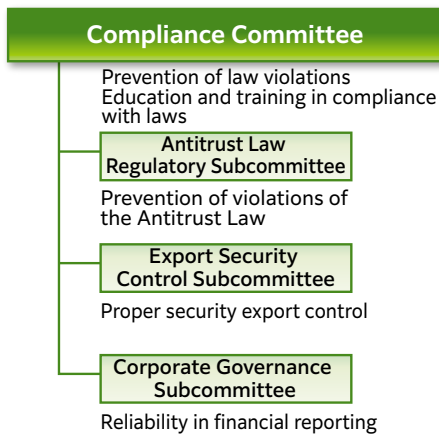 Compliance Committee
Prevention of law violations
Education and training in compliance
with laws
Antitrust Law
Regulatory Subcommittee
Prevention of violations of
the Antitrust Law
Export Security
Control Subcommittee
Proper security export control
Corporate Governance
Subcommittee
Reliability in financial reporting